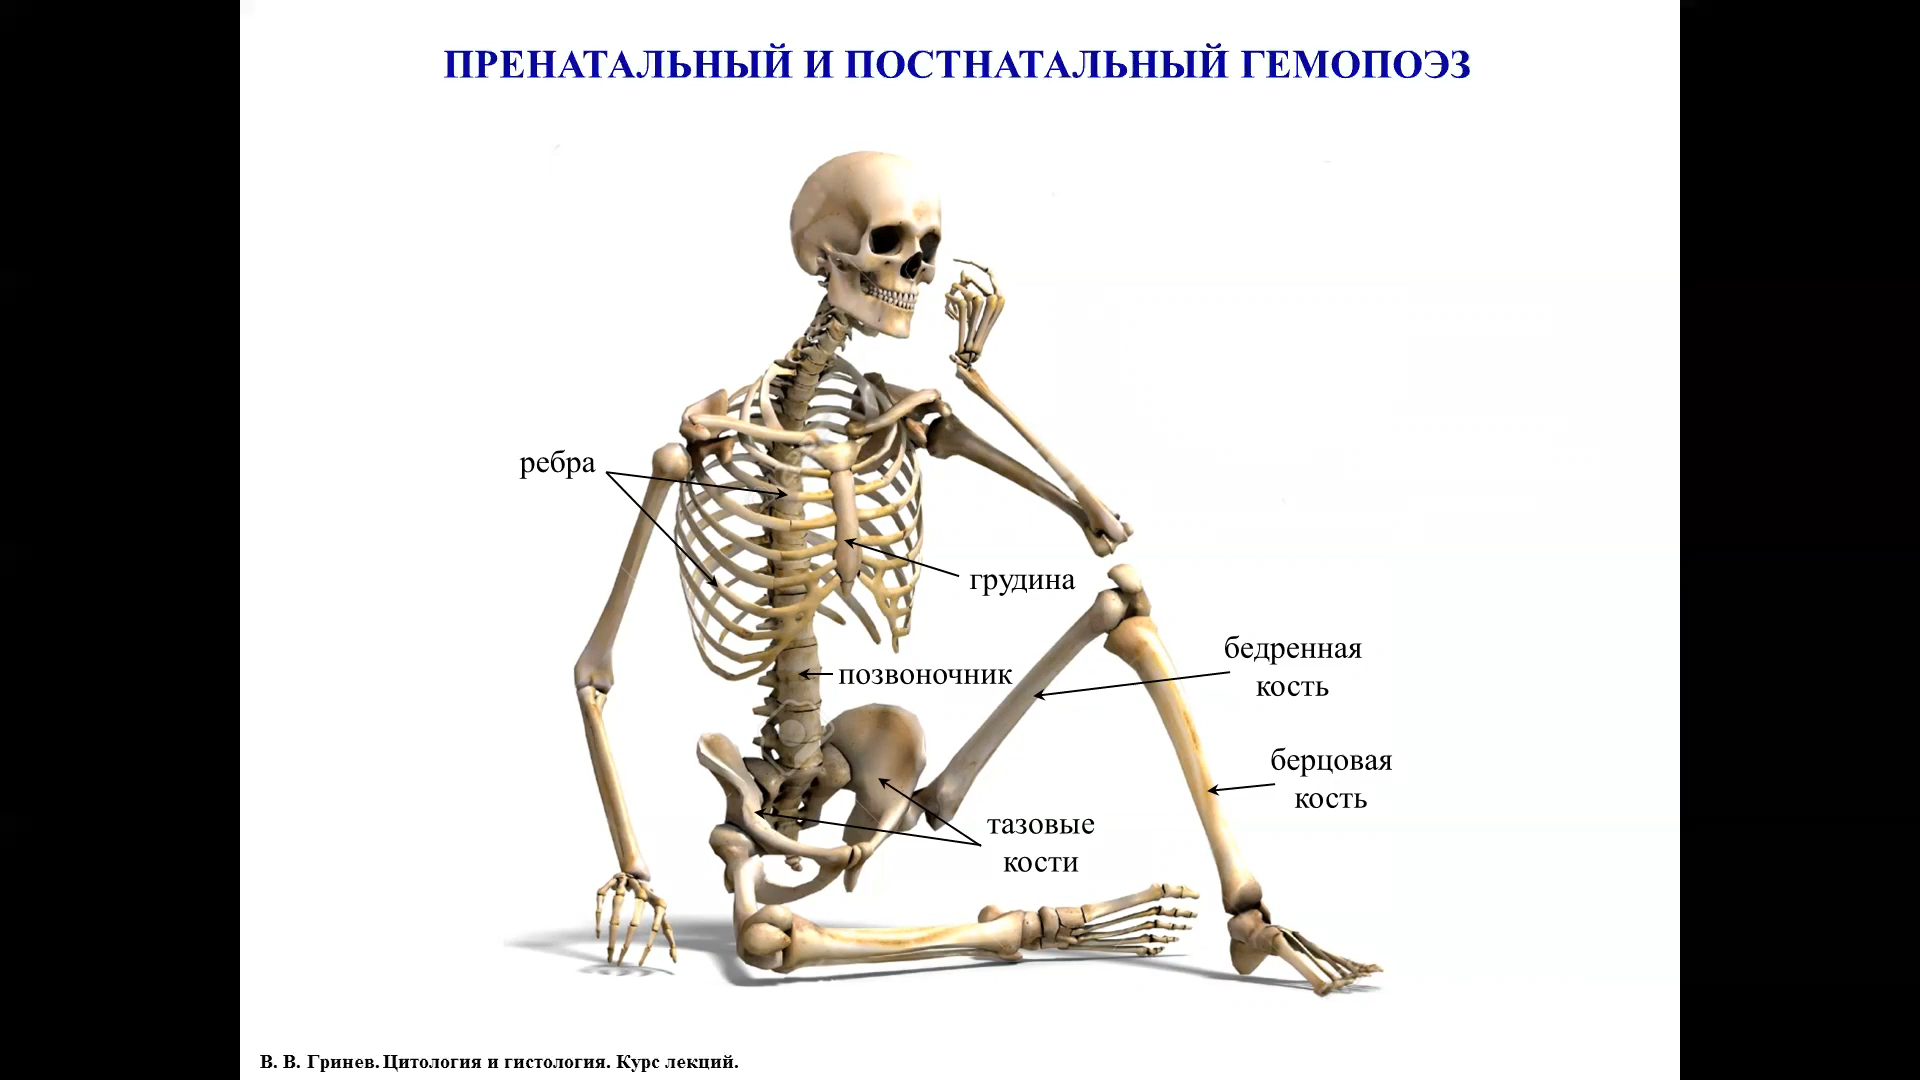 ПРЕНАТАЛЬНЫЙ И ПОСТНАТАЛЬНЫЙ ГЕМОПОЭЗ
ребра
грудина
бедренная
кость
позвоночник
берцовая
кость
тазовые
кости
В. В. Гринев. Цитология и гистология. Курс лекций.